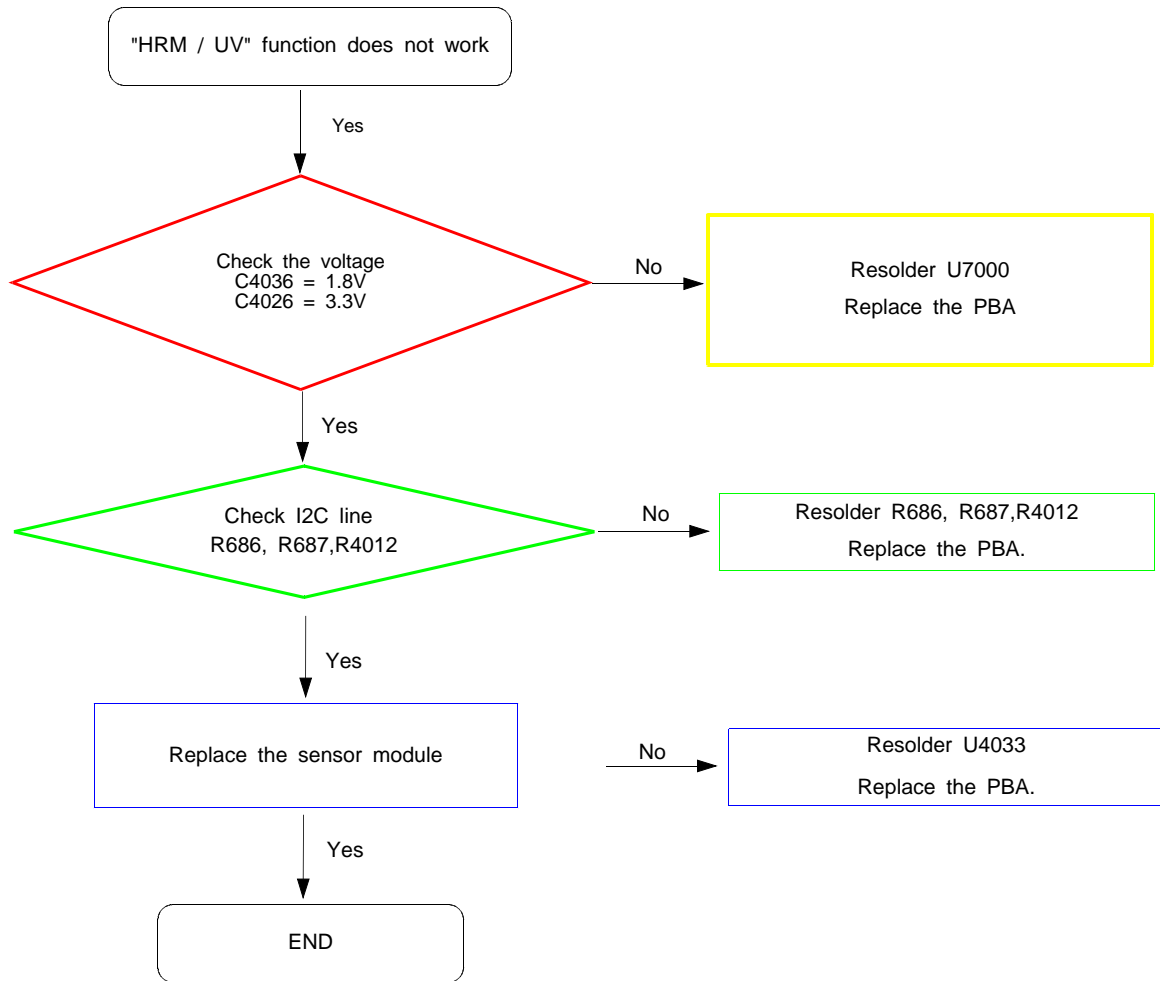 "HRM / UV" function does not work
Yes
Check the voltage
C4036 = 1.8V
C4026 = 3.3V
No
Resolder U7000
Replace the PBA
Yes
Check I2C line
R686, R687,R4012
No
Resolder R686, R687,R4012
Replace the PBA.
Yes
Replace the sensor module
No
Resolder U4033
Replace the PBA.
Yes
END